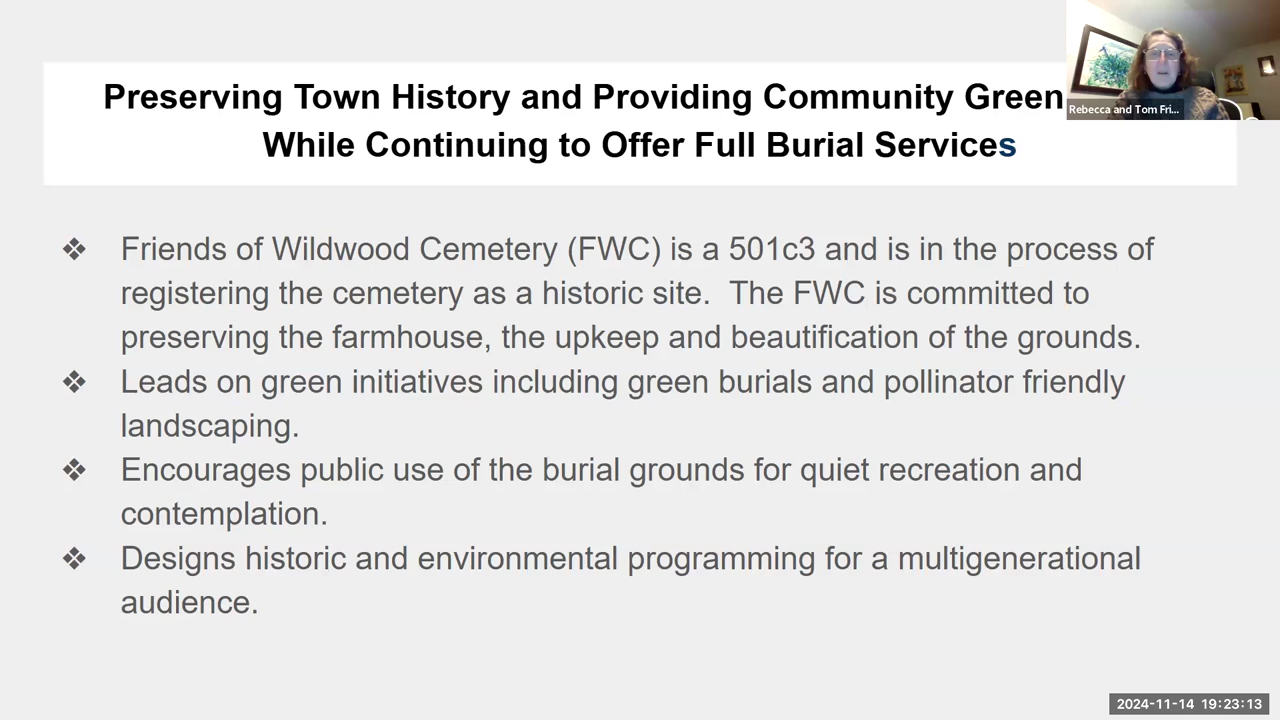 Preserving Town History and Providing Community Green
While Continuing to Offer Full Burial Services
Rebecca and Tom Fri...
❖ Friends of Wildwood Cemetery (FWC) is a 501c3 and is in the process of
registering the cemetery as a historic site.  The FWC is committed to
preserving the farmhouse, the upkeep and beautification of the grounds.
❖ Leads on green initiatives including green burials and pollinator friendly
landscaping.
❖ Encourages public use of the burial grounds for quiet recreation and
contemplation.
❖ Designs historic and environmental programming for a multigenerational
audience.
2024-11-14 19:23:13